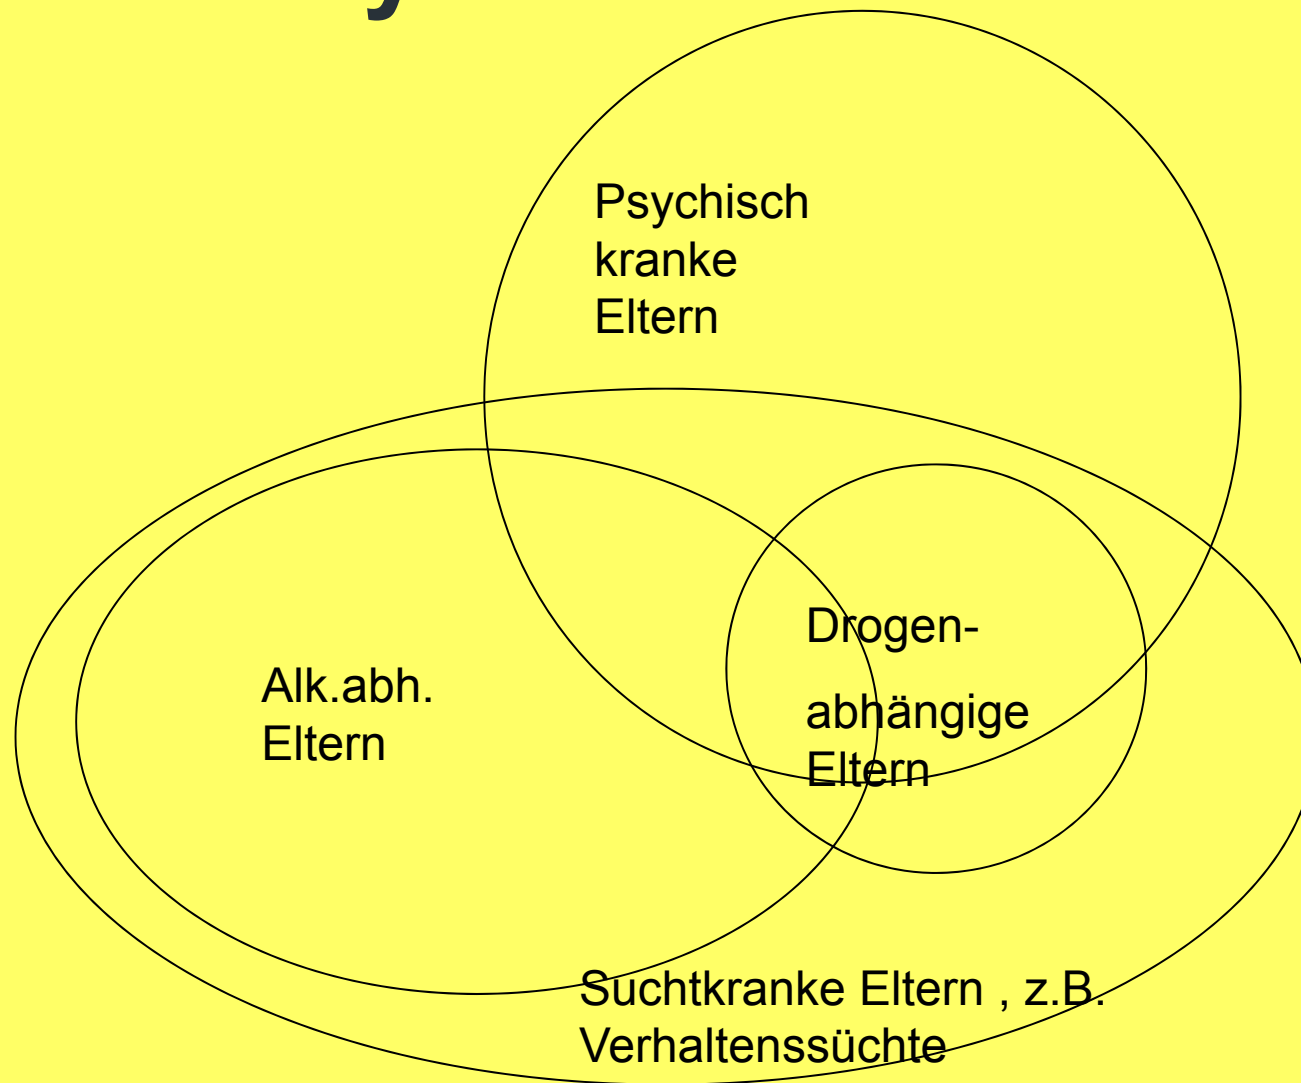 Psychisch
kranke
Eltern
Drogen-
abhängige
Eltern
Alk.abh.
Eltern
Suchtkranke Eltern , z.B.
Verhaltenssüchte